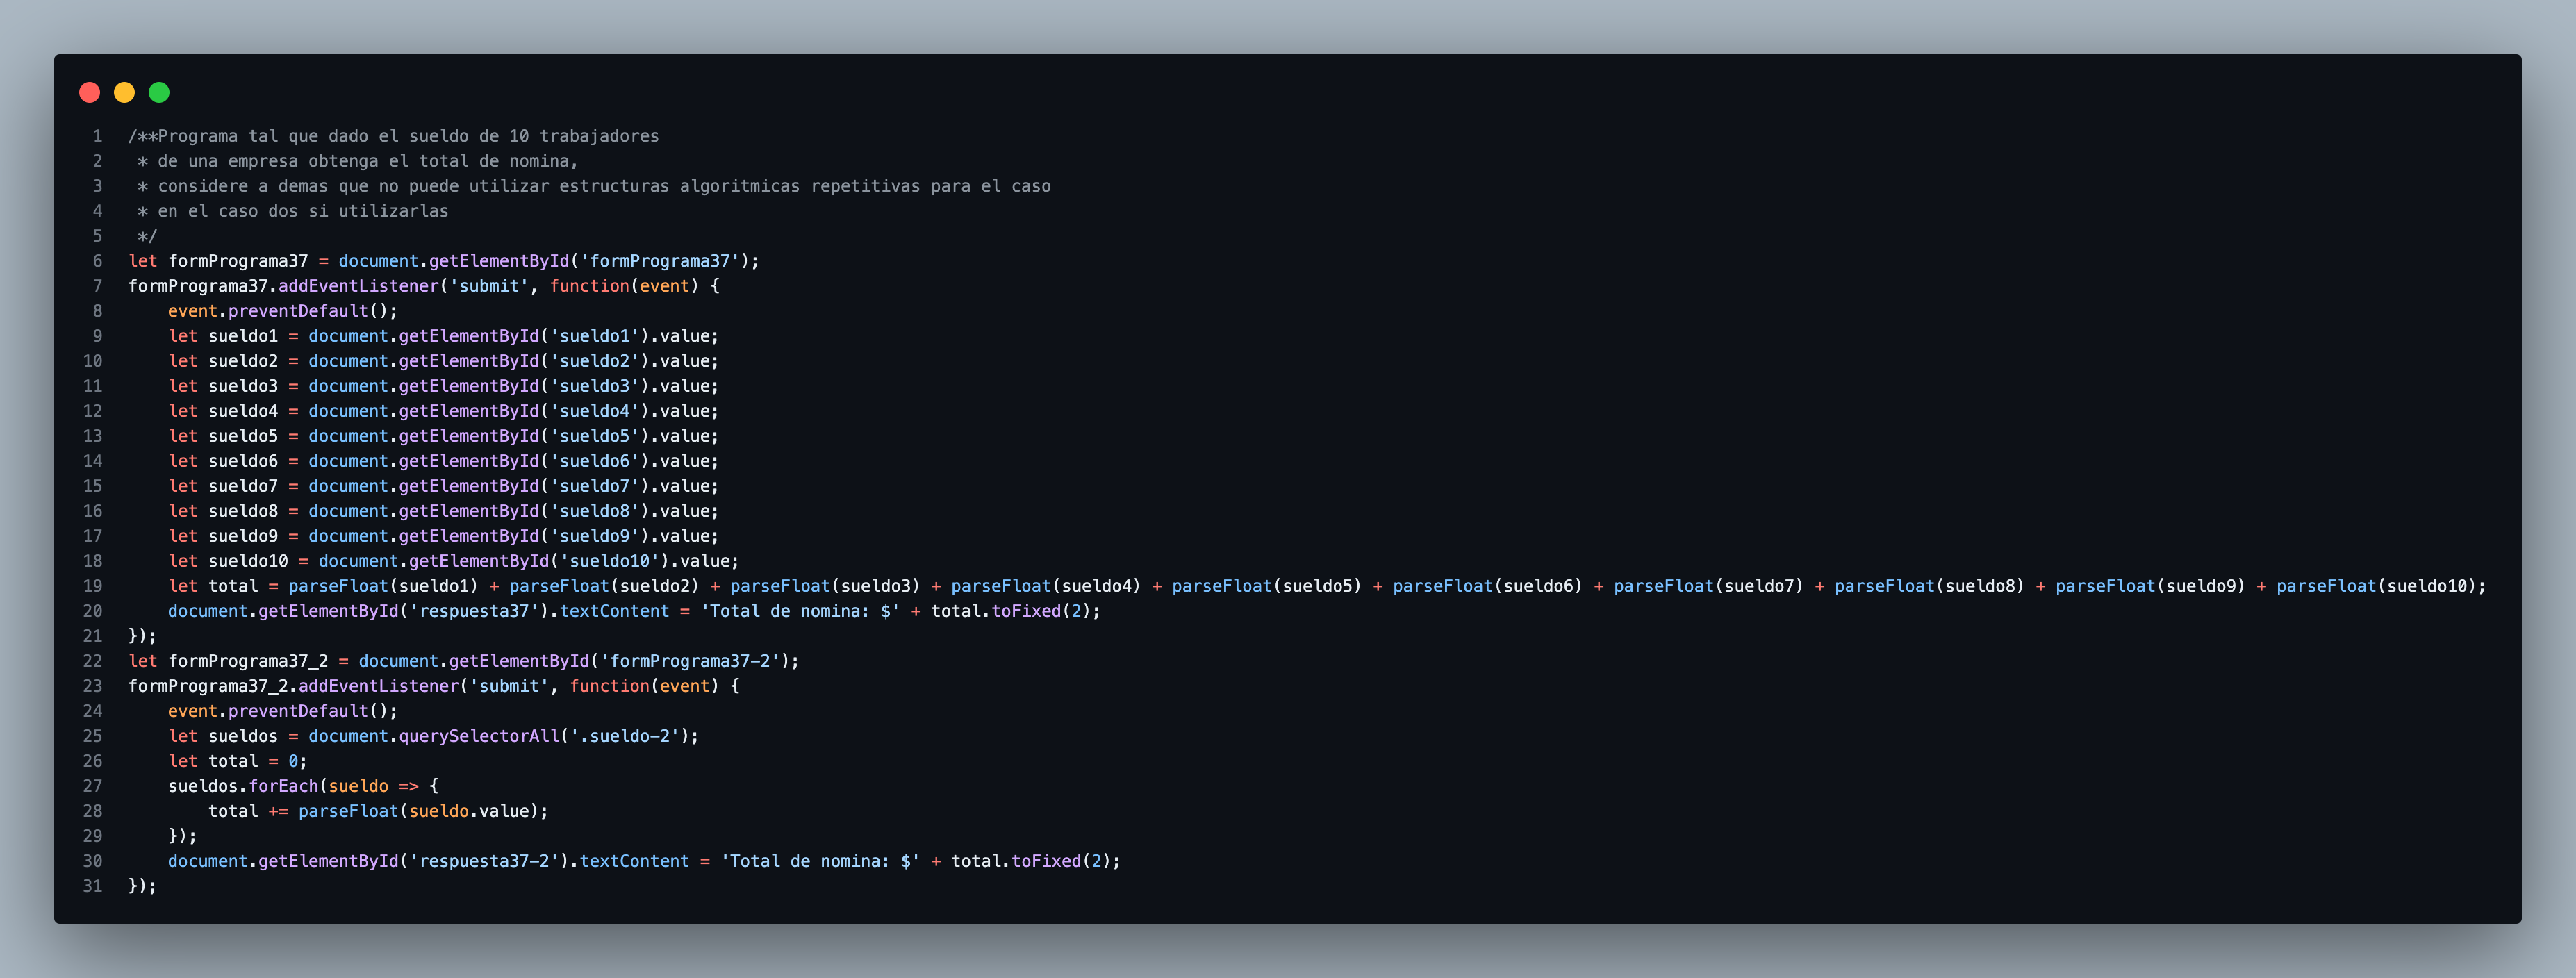 1 /**Programa tal que dado el sueldo de 10 trabajadores
2  * de una empresa obtenga el total de nomina,
3  * considere a demas que no puede utilizar estructuras algoritmicas repetitivas para el caso
4  * en el caso dos si utilizarlas
5  */
6 let formPrograma37 = document.getElementById('formPrograma37');
7 formPrograma37.addEventListener('submit', function(event) {
8     event.preventDefault();
9     let sueldo1 = document.getElementById('sueldo1').value;
10     let sueldo2 = document.getElementById('sueldo2').value;
11     let sueldo3 = document.getElementById('sueldo3').value;
12     let sueldo4 = document.getElementById('sueldo4').value;
13     let sueldo5 = document.getElementById('sueldo5').value;
14     let sueldo6 = document.getElementById('sueldo6').value;
15     let sueldo7 = document.getElementById('sueldo7').value;
16     let sueldo8 = document.getElementById('sueldo8').value;
17     let sueldo9 = document.getElementById('sueldo9').value;
18     let sueldo10 = document.getElementById('sueldo10').value;
19     let total = parseFloat(sueldo1) + parseFloat(sueldo2) + parseFloat(sueldo3) + parseFloat(sueldo4) + parseFloat(sueldo5) + parseFloat(sueldo6) + parseFloat(sueldo7) + parseFloat(sueldo8) + parseFloat(sueldo9) + parseFloat(sueldo10);
20     document.getElementById('respuesta37').textContent = 'Total de nomina: $' + total.toFixed(2);
21 });
22 let formPrograma37_2 = document.getElementById('formPrograma37-2');
23 formPrograma37_2.addEventListener('submit', function(event) {
24     event.preventDefault();
25     let sueldos = document.querySelectorAll('.sueldo-2');
26     let total = 0;
27     sueldos.forEach(sueldo => {
28         total += parseFloat(sueldo.value);
29     });
30     document.getElementById('respuesta37-2').textContent = 'Total de nomina: $' + total.toFixed(2);
31 });